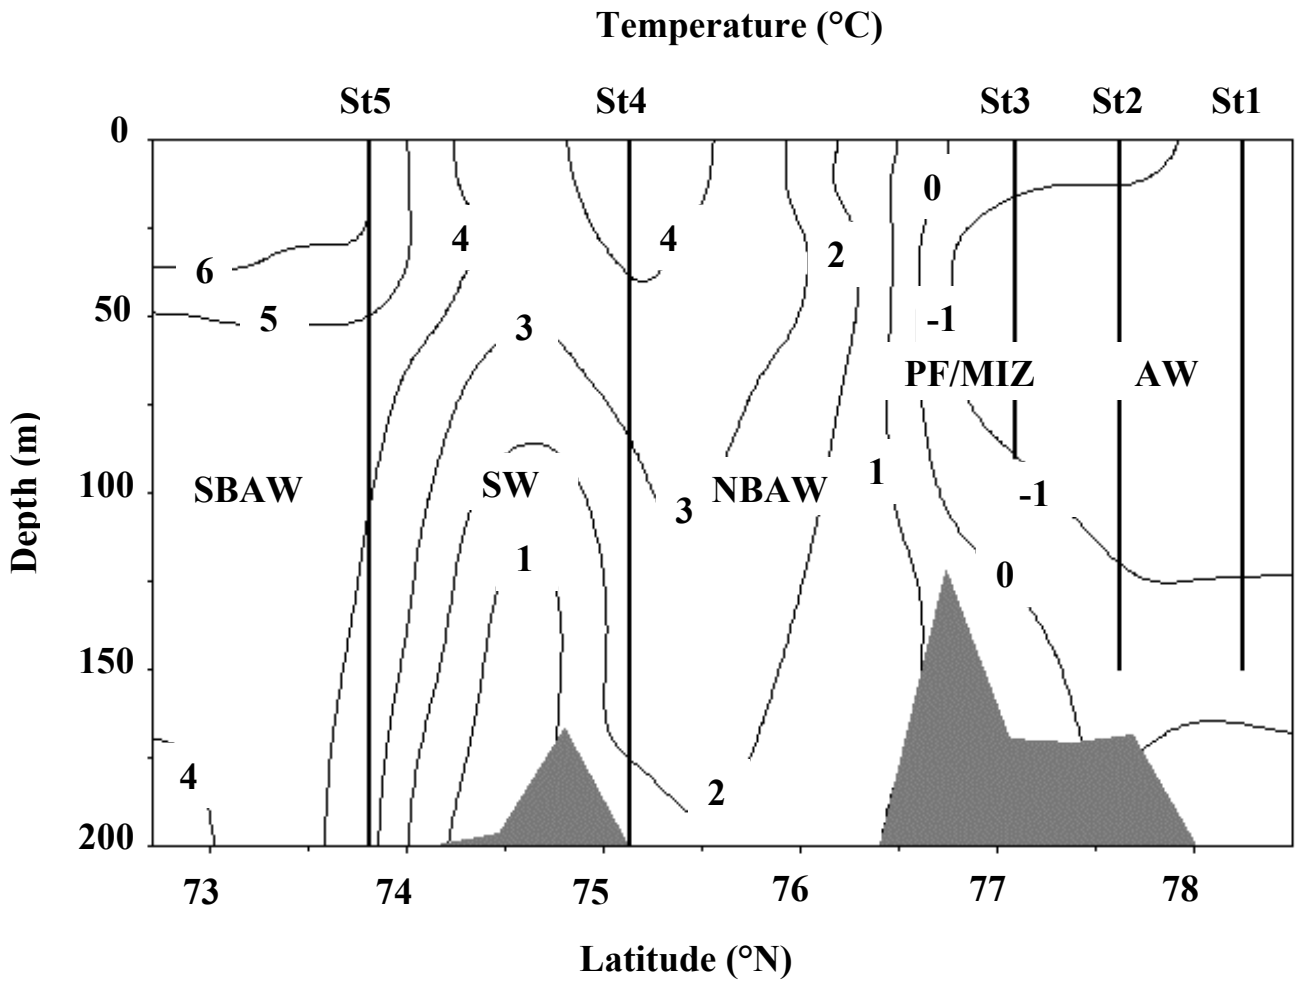 Temperature (°C)
St5 St4 St3 St2 St1
0
0
4 4
2
6
50 5 3 -1
PF/MIZ AW
1
100 SBAW SW NBAW -1
3
1
0
150
4
2
200
73 74 75 76 77 78
Depth (m)
Latitude (°N)